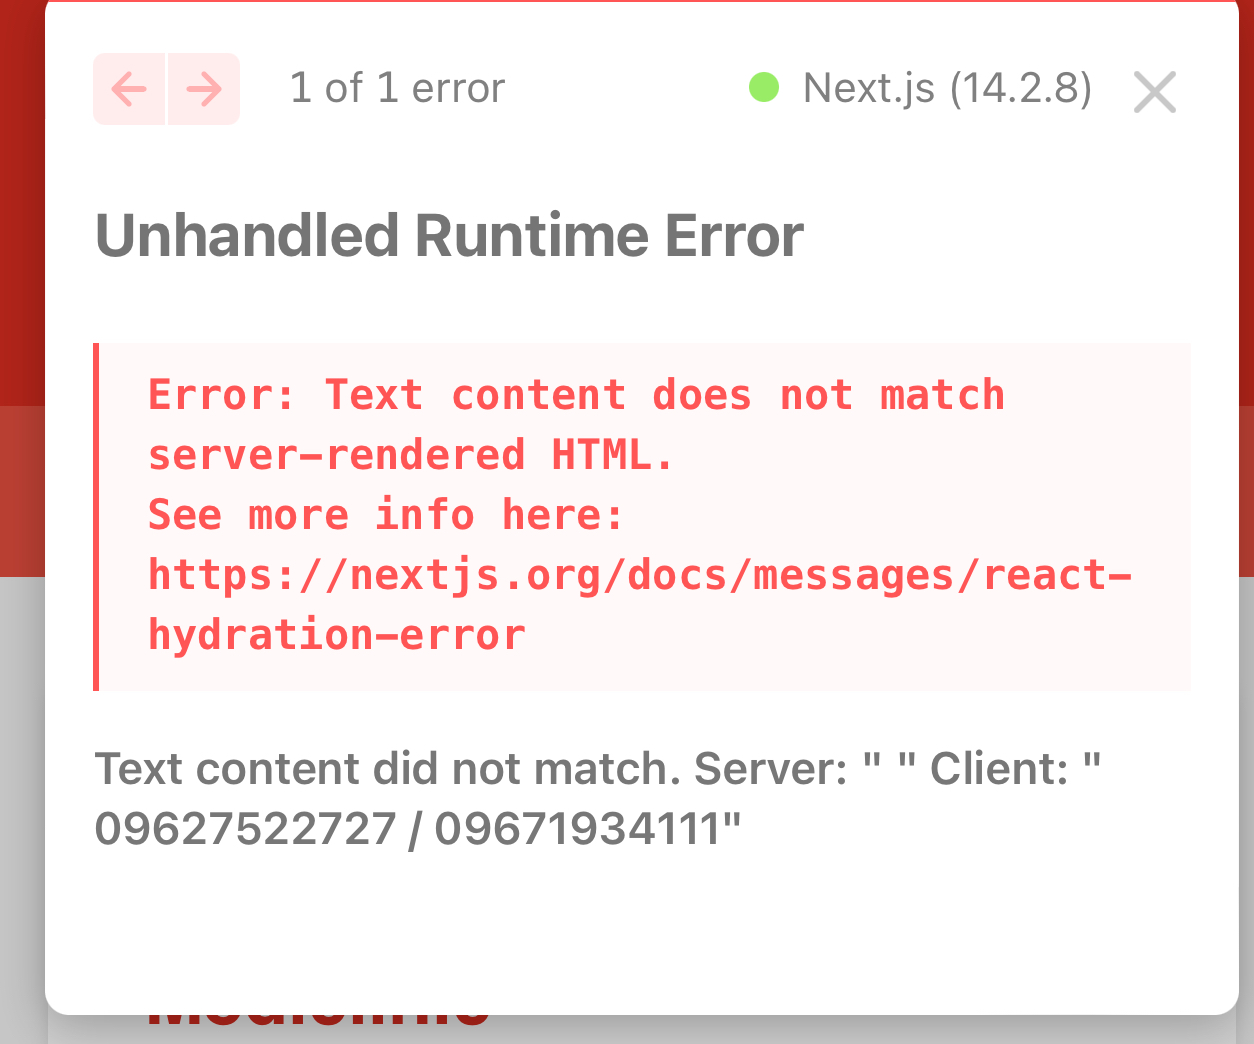 1 of 1 error
Next.js (14.2.8)
Unhandled Runtime Error
Error: Text content does not match
server-rendered HTML.
See more info here:
https://nextjs.org/docs/messages/react-
hydration-error
Text content did not match. Server: " " Client: "
09627522727 / 09671934111"